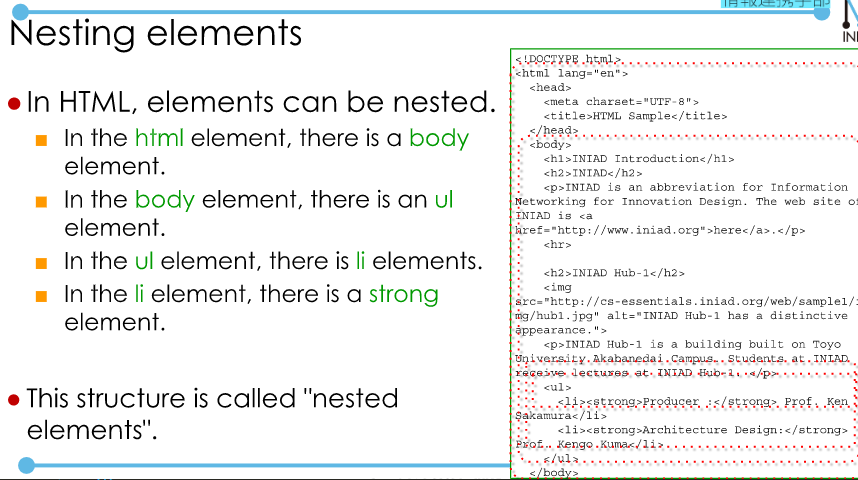 情報連携学部
Nesting elements
In HTML, elements can be nested.
In the html element, there is a body
element.
In the body element, there is an ul
element.
In the ul element, there is li elements.
In the li element, there is a strong
element.
This structure is called "nested
elements".
<!DOCTYPE html>
<html lang="en">
<head>
<meta charset="UTF-8">
<title>HTML Sample</title>
</head>
<body>
<h1>INIAD Introduction</h1>
<h2>INIAD</h2>
<p>INIAD is an abbreviation for Information
Networking for Innovation Design. The web site of
INIAD is <a
href="http://www.iniad.org">here</a>.</p>
<hr>
<h2>INIAD Hub-1</h2>
<img
src="http://cs-essentials.iniad.org/web/sample1/i
mg/hub1.jpg" alt="INIAD Hub-1 has a distinctive
appearance.">
<p>INIAD Hub-1 is a building built on Toyo
University Akabanedai Campus. Students at INIAD
receive lectures at INIAD Hub-1. </p>
<ul>
<li><strong>Producer :</strong> Prof. Ken
Sakamura</li>
<li><strong>Architecture Design:</strong>
Prof. Kengo Kuma</li>
</ul>
</body>